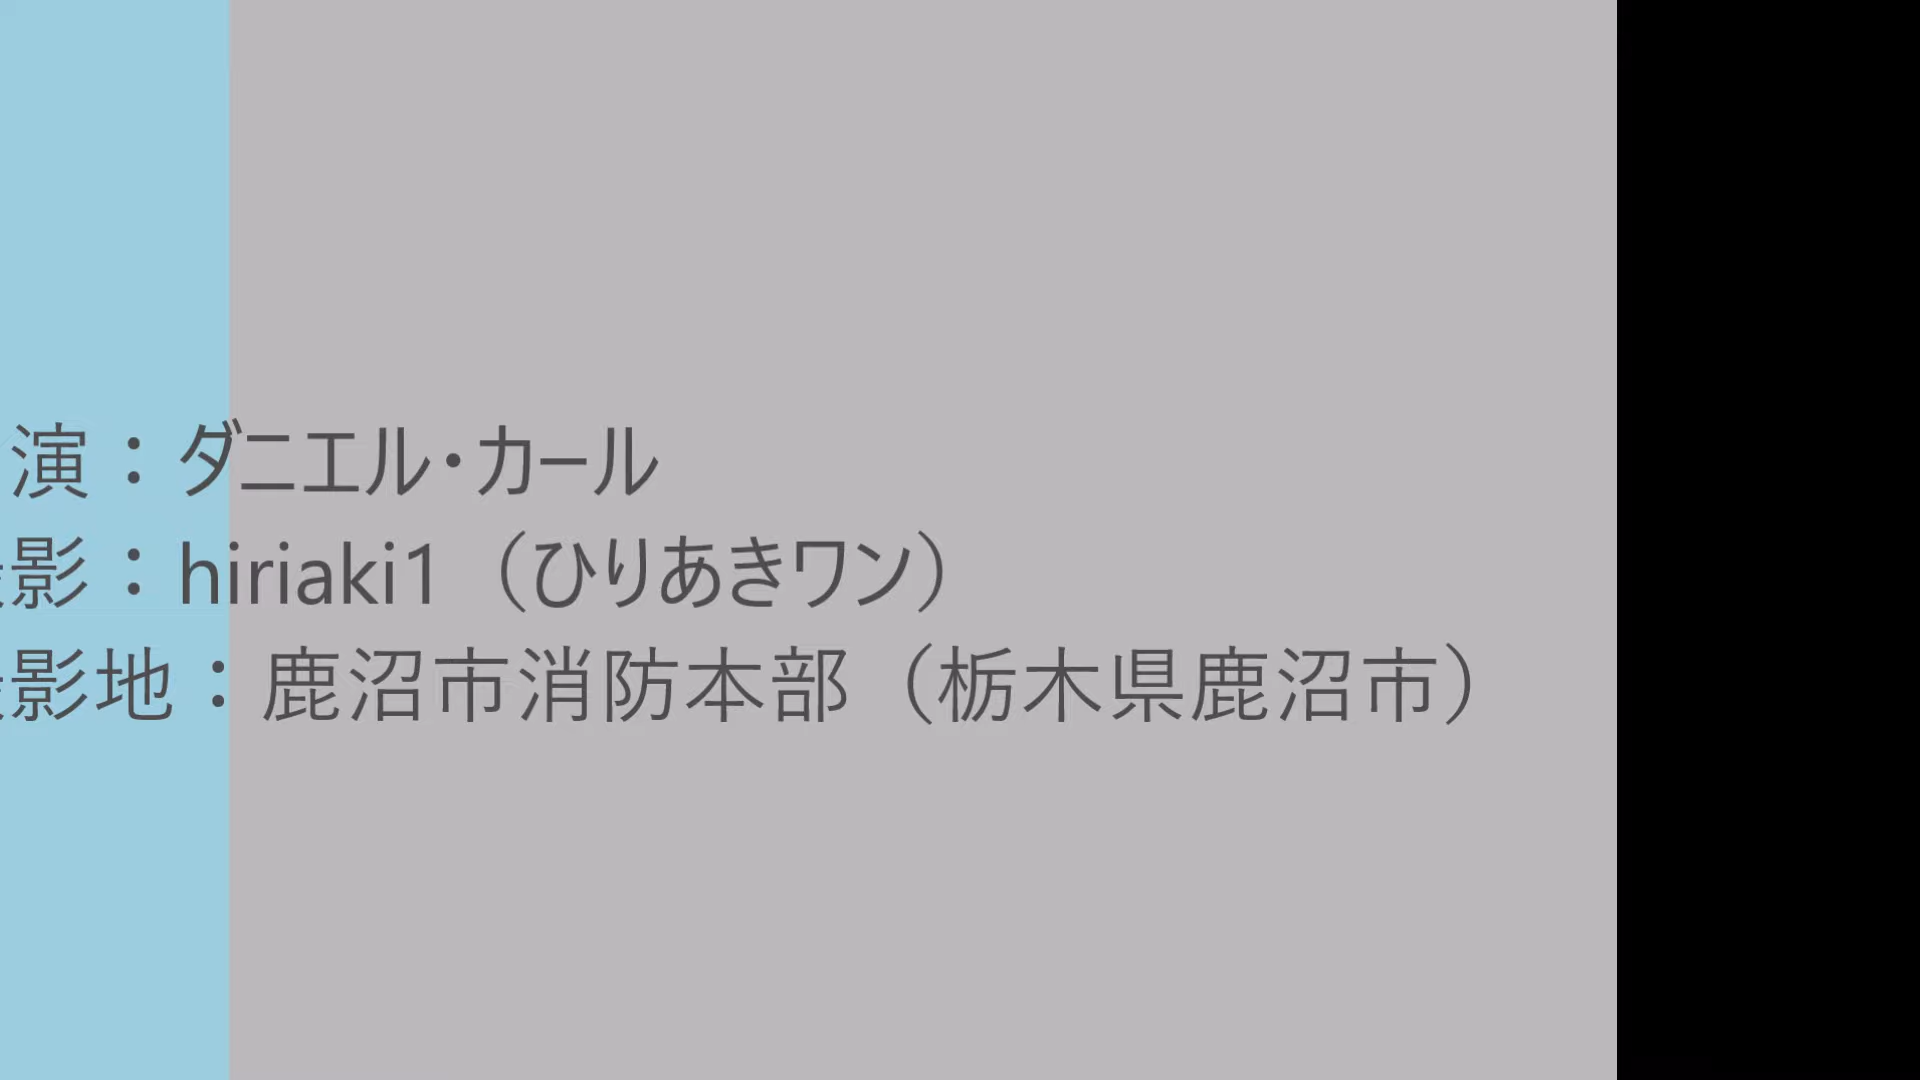 演：ダニエル・カール
影：hiriaki1（ひりあきワン）
影地：鹿沼市消防本部（栃木県鹿沼市）